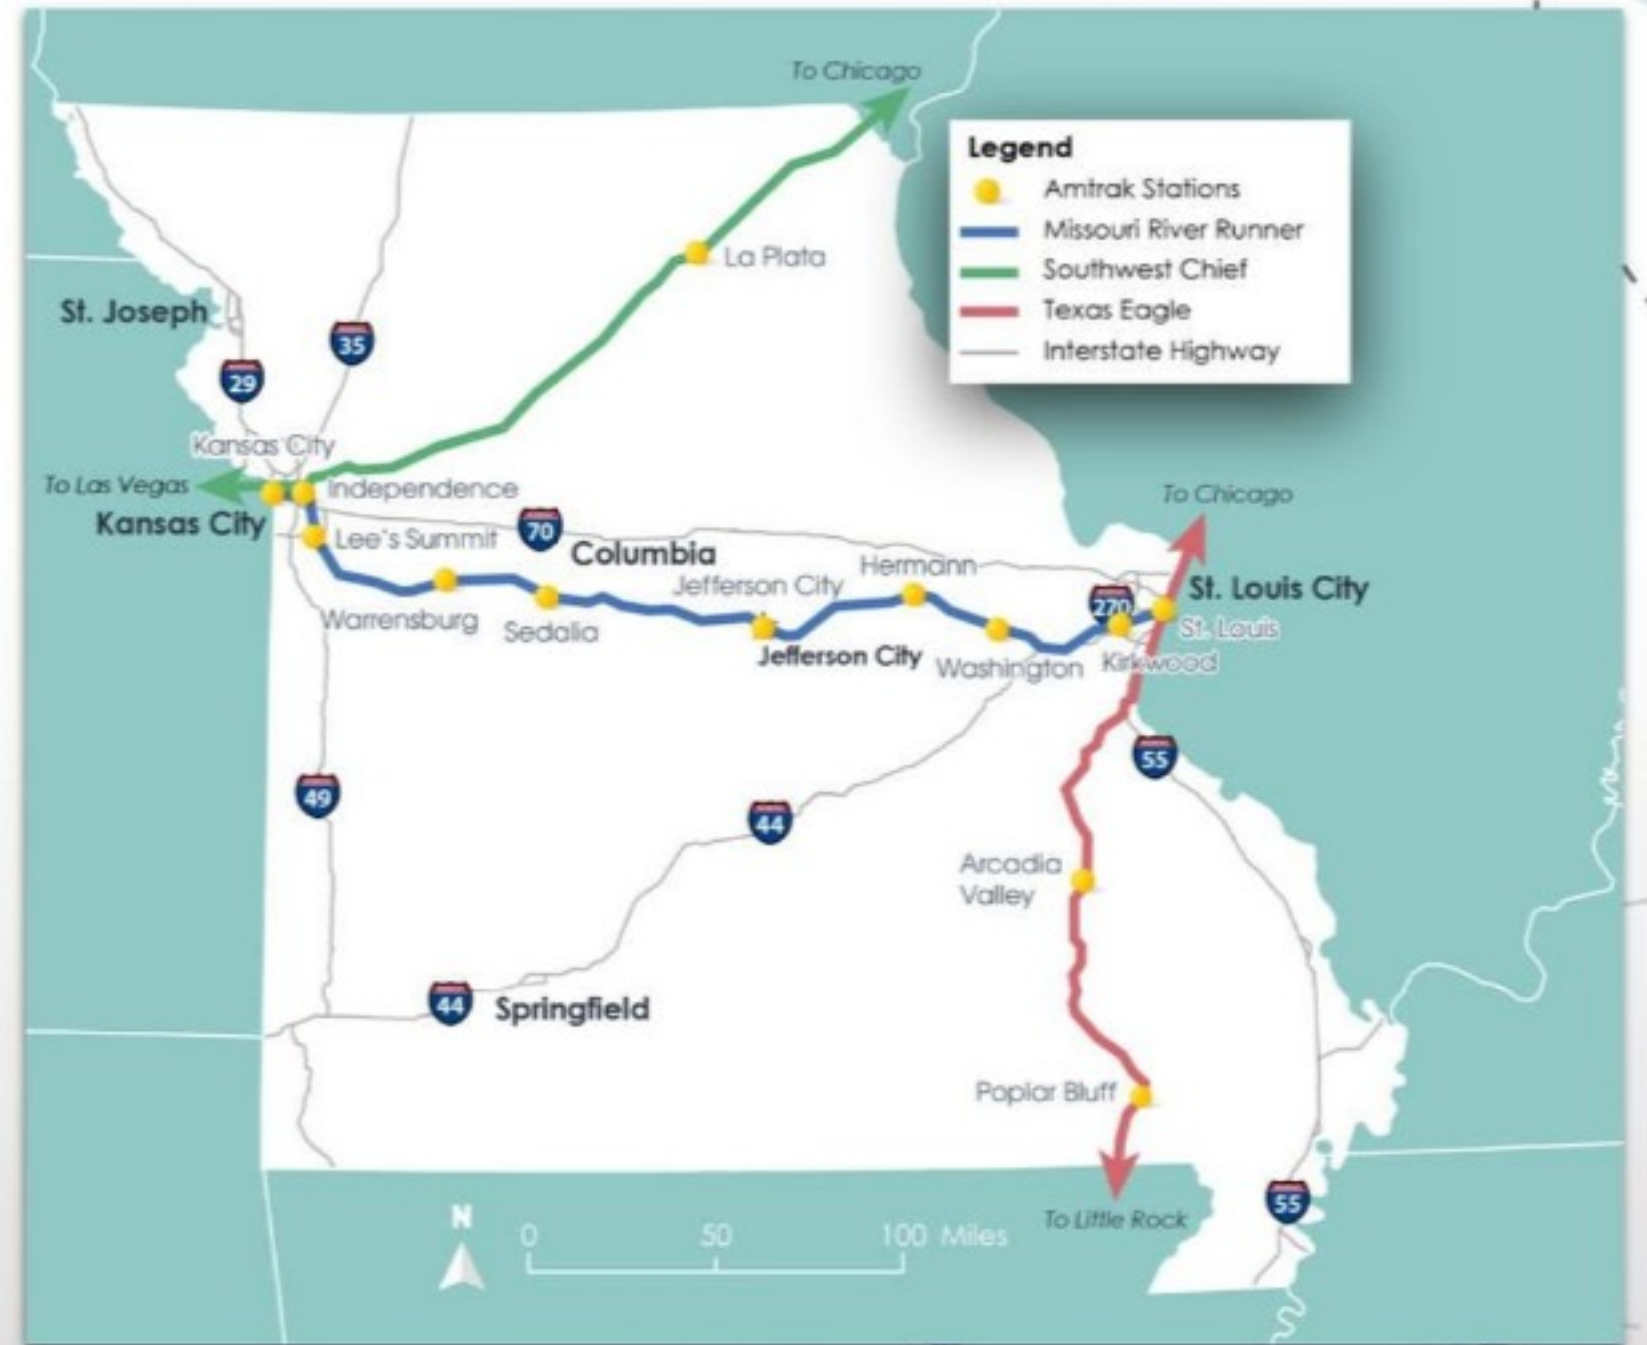 To Chicago
Legend
Amtrak Stations
Missouri River Runner
Southwest Chief
Texas Eagle
Interstate Highway
La Plata
St. Joseph
35
29
Kansas City
To Las Vegas
Independence
To Chicago
Kansas City
Lee's Summit
70
Columbia
Hermann
Jefferson City
St. Louis City
270
Warrensburg
Sedalia
St. Louis
Jefferson City
Washington
Kirkwood
55
49
44
Arcadia
Valley
44
Springfield
Poplar Bluff
55
To Little Rock
N
0 50 100 Miles